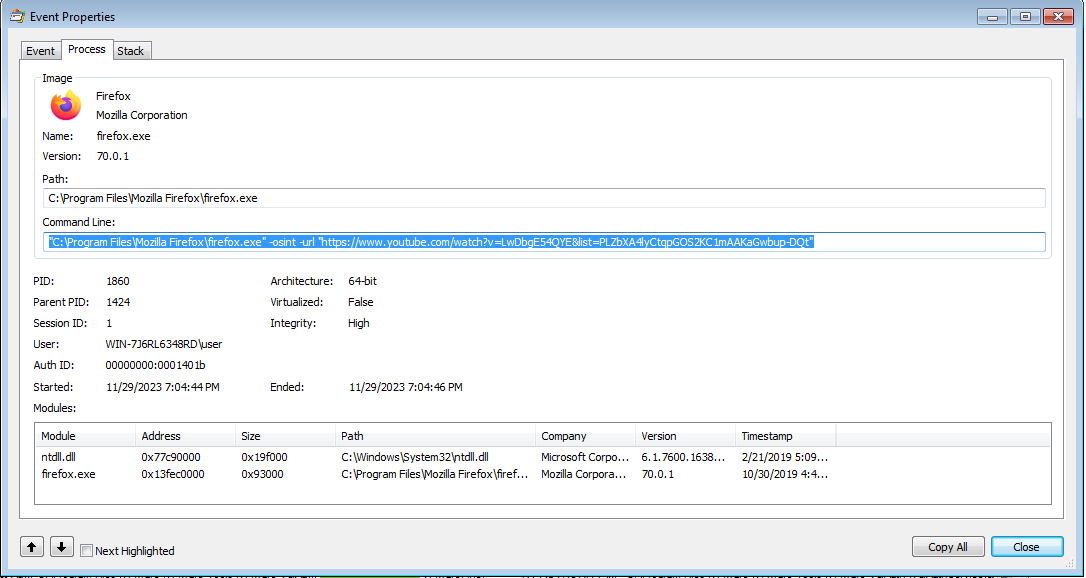 Event Properties
Event Process Stack
Image
Firefox
Mozilla Corporation
Name: firefox.exe
Version: 70.0.1
Path:
C:\Program Files\Mozilla Firefox\firefox.exe
Command Line:
"C:\Program Files\Mozilla Firefox\firefox.exe" -osint -url "https://www.youtube.com/watch?v=LwDbgE54QYE&list=PLZbXA4lyCtqpGOS2KC1mAAKaGwbup-DQt"
PID: 1860 Architecture: 64-bit
Parent PID: 1424 Virtualized: False
Session ID: 1 Integrity: High
User: WIN-7J6RL6348RD\user
Auth ID: 00000000:0001401b
Started: 11/29/2023 7:04:44 PM Ended: 11/29/2023 7:04:46 PM
Modules:
Module Address Size Path Company Version Timestamp
ntdll.dll 0x77c90000 0x19f000 C:\Windows\System32\ntdll.dll Microsoft Corpo... 6.1.7600.1638... 2/21/2019 5:09...
firefox.exe 0x13fec0000 0x93000 C:\Program Files\Mozilla Firefox\firef... Mozilla Corpora... 70.0.1 10/30/2019 4:4...
Next Highlighted Copy All Close